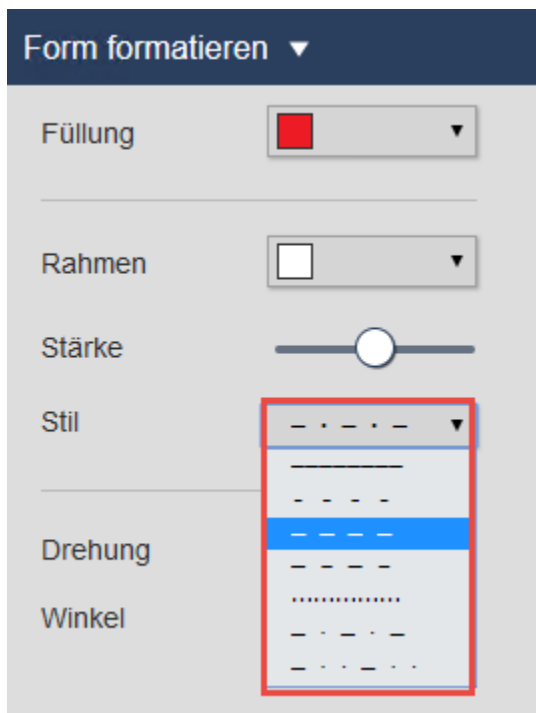 Form formatieren
Füllung
Rahmen
Stärke
Stil
Drehung
Winkel